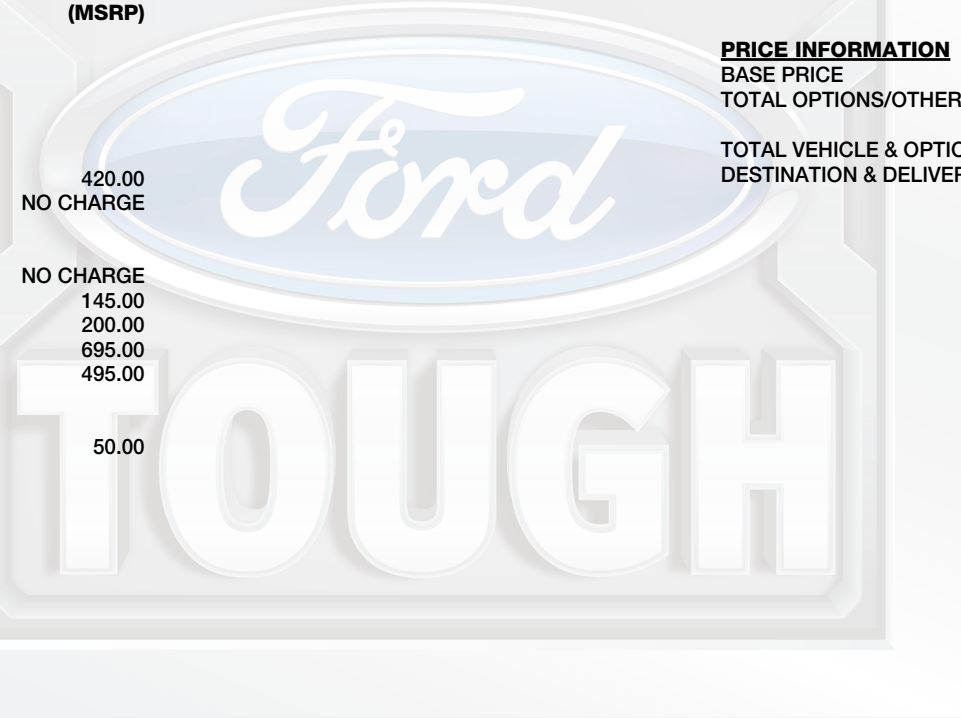 (MSRP)
420.00
NO CHARGE
NO CHARGE
145.00
200.00
695.00
495.00
50.00
PRICE INFORMATION
BASE PRICE
TOTAL OPTIONS/OTHER
TOTAL VEHICLE & OPTIO
DESTINATION & DELIVER
Ford
TOUGH